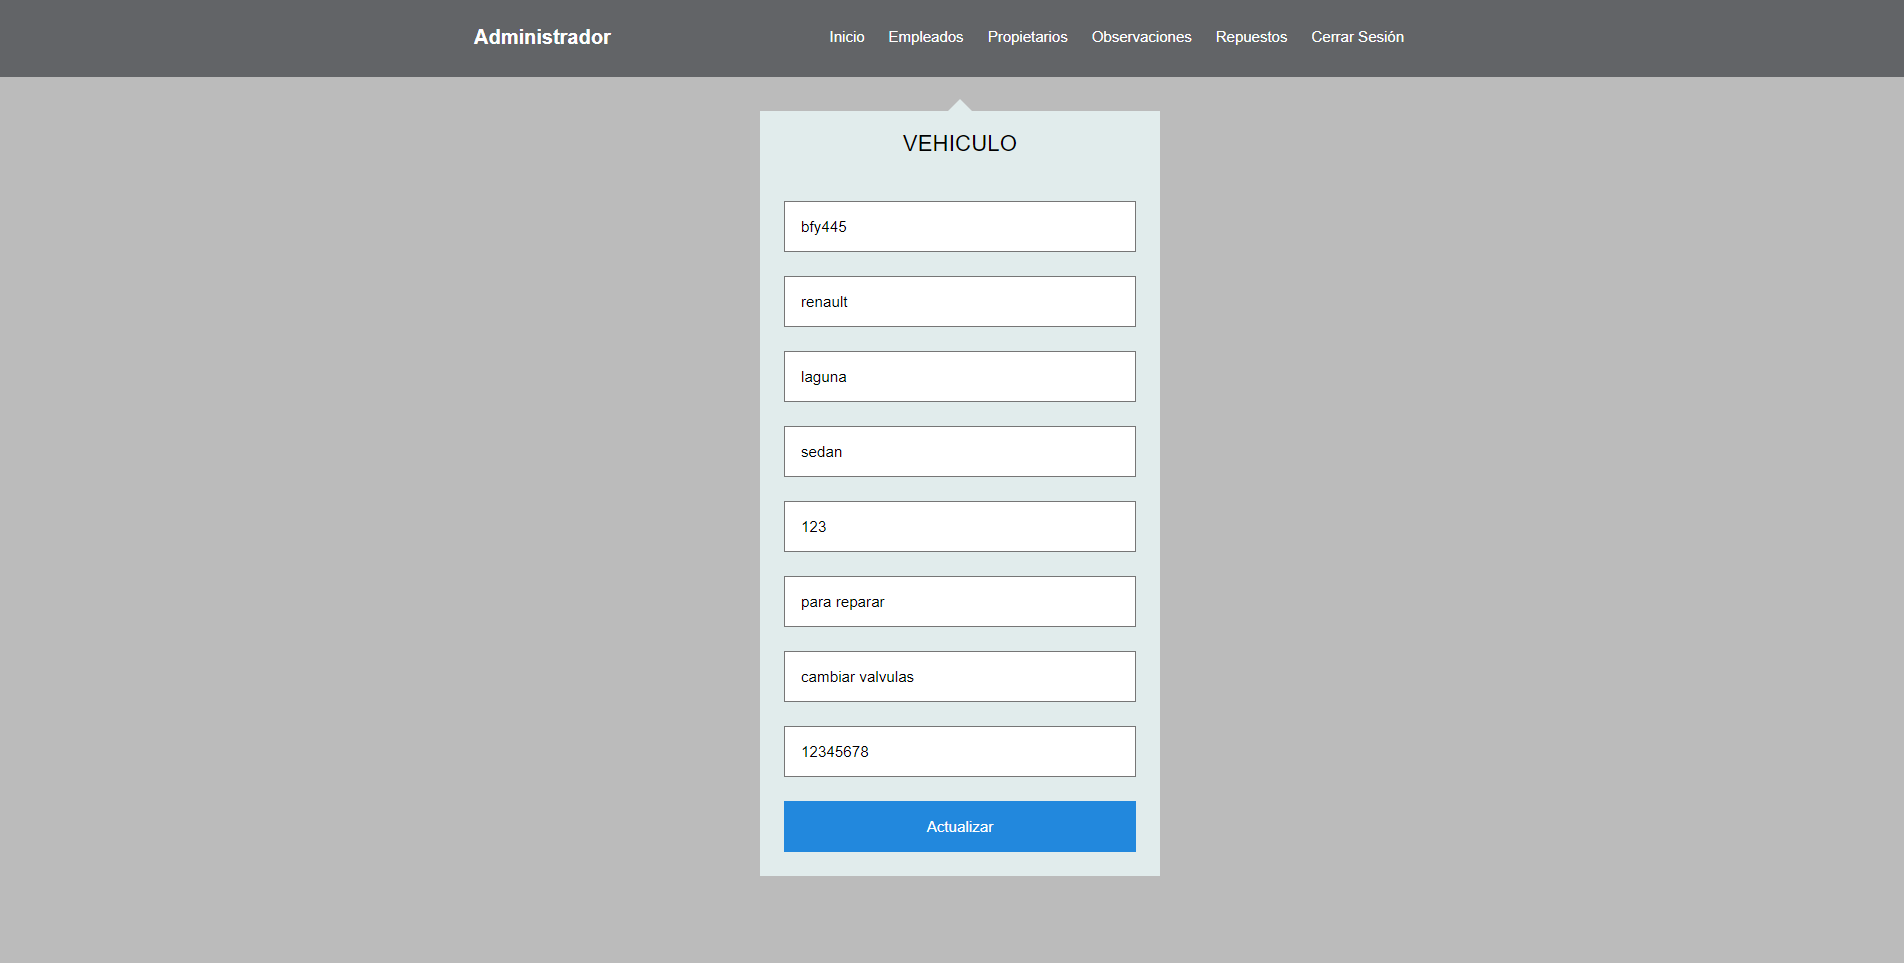 Administrador
Inicio Empleados Propietarios Observaciones Repuestos Cerrar Sesión
VEHICULO
bfy445
renault
laguna
sedan
123
para reparar
cambiar valvulas
12345678
Actualizar